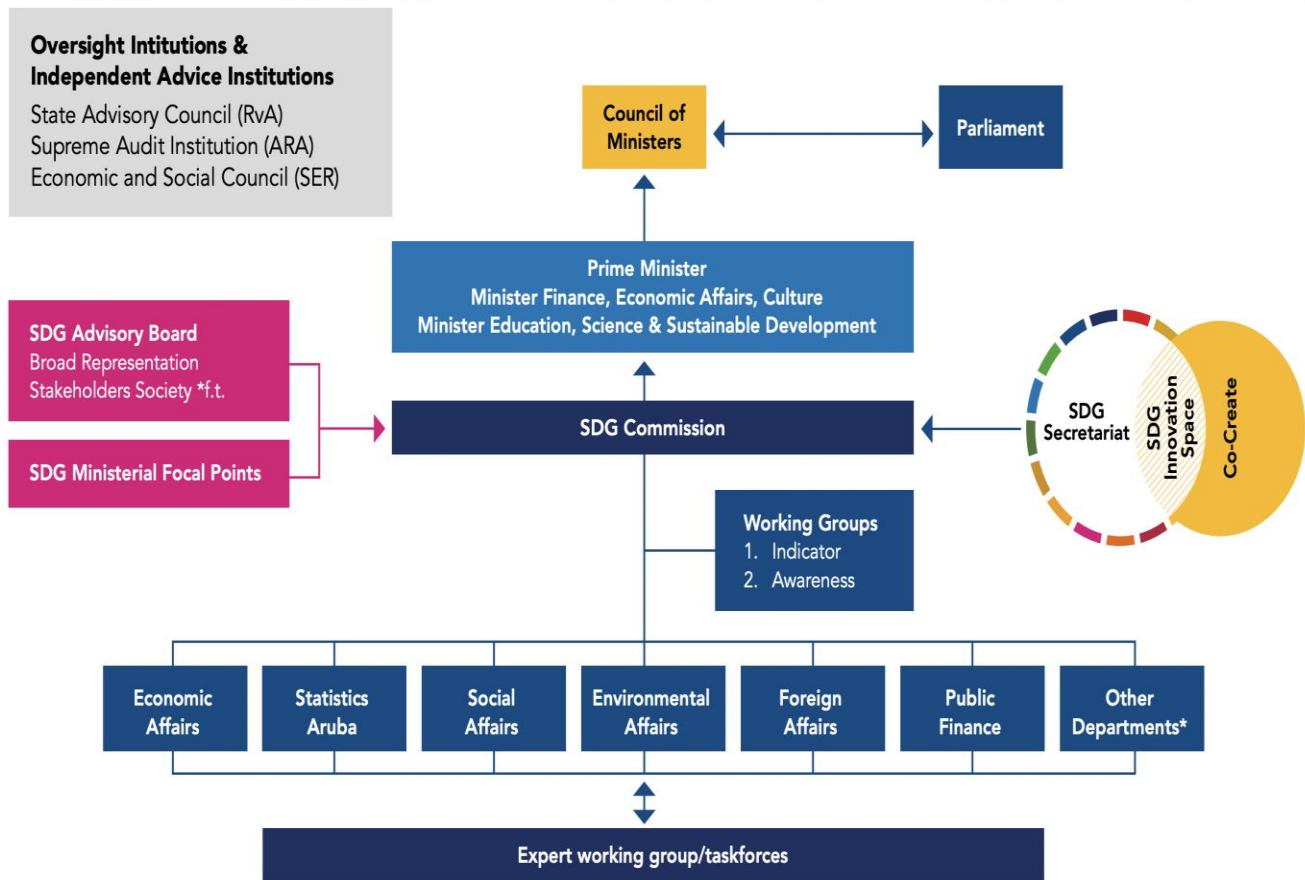 Oversight Intitutions &
Independent Advice Institutions
State Advisory Council (RvA)
Supreme Audit Institution (ARA)
Economic and Social Council (SER)
Council of
Ministers
Parliament
Prime Minister
Minister Finance, Economic Affairs, Culture
Minister Education, Science & Sustainable Development
SDG Advisory Board
Broad Representation
Stakeholders Society *f.t.
SDG Ministerial Focal Points
SDG Commission
SDG
Secretariat
SDG
Innovation
Space
Co-Create
Working Groups
1. Indicator
2. Awareness
Economic
Affairs
Statistics
Aruba
Social
Affairs
Environmental
Affairs
Foreign
Affairs
Public
Finance
Other
Departments*
Expert working group/taskforces